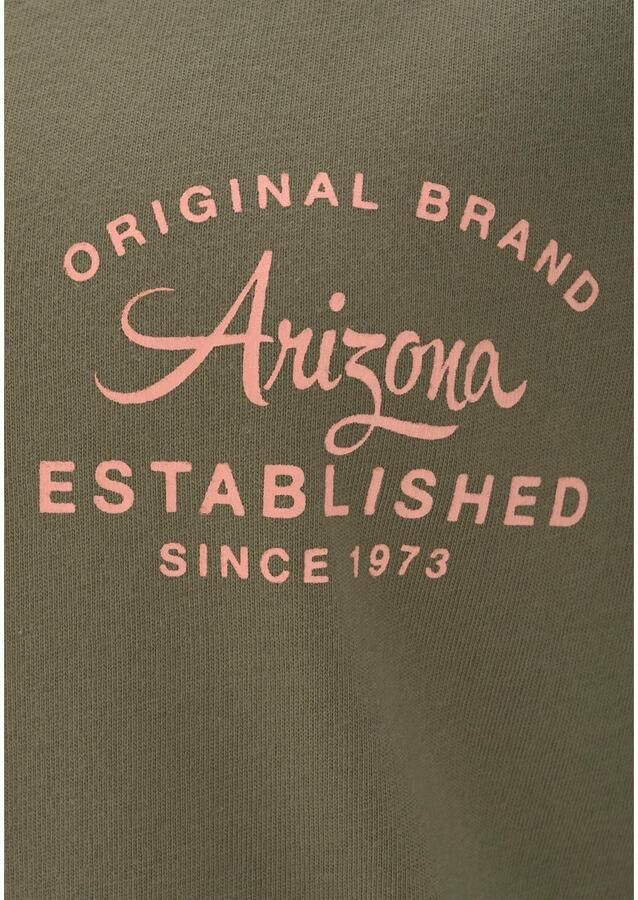 ORIGINAL BRAND
Arizona
ESTABLISHED
SINCE 1973